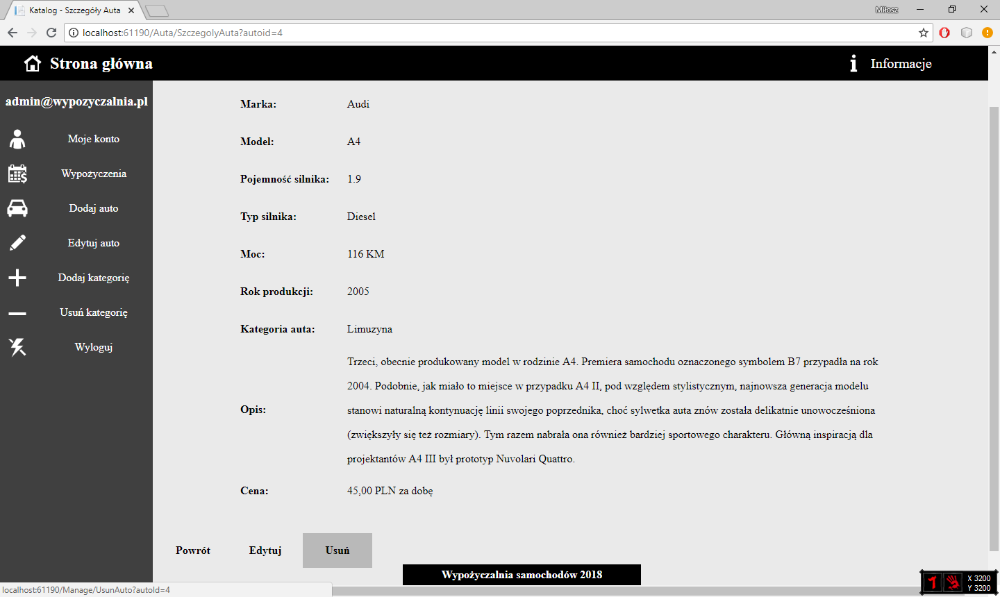 Katalog - Szczegóły Auta
Miłosz
localhost:61190/Auta/SzczegolyAuta?autoid=4
Strona główna
Informacje
admin@wypozyczalnia.pl
Moje konto
Wypożyczenia
Dodaj auto
Edytuj auto
Dodaj kategorię
Usuń kategorię
Wyloguj
Marka: Audi
Model: A4
Pojemność silnika: 1.9
Typ silnika: Diesel
Moc: 116 KM
Rok produkcji: 2005
Kategoria auta: Limuzyna
Opis:
Trzeci, obecnie produkowany model w rodzinie A4. Premiera samochodu oznaczonego symbolem B7 przypadła na rok
2004. Podobnie, jak miało to miejsce w przypadku A4 II, pod względem stylistycznym, najnowsza generacja modelu
stanowi naturalną kontynuację linii swojego poprzednika, choć sylwetka auta znów została delikatnie unowocześniona
(zwiększyły się też rozmiary). Tym razem nabrała ona również bardziej sportowego charakteru. Główną inspiracją dla
projektantów A4 III był prototyp Nuvolari Quattro.
Cena: 45,00 PLN za dobę
Powrót
Edytuj
Usuń
Wypożyczalnia samochodów 2018
localhost:61190/Manage/UsunAuto?autoId=4
X 3200
Y 3200